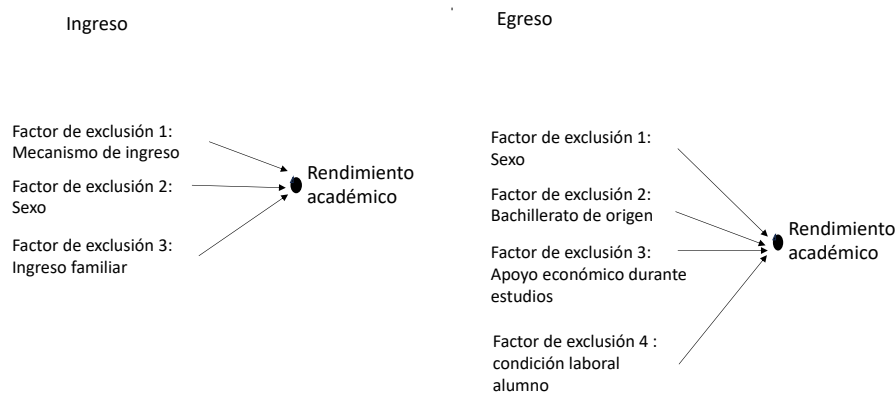 Ingreso
Factor de exclusión 1:
Mecanismo de ingreso
Factor de exclusión 2:
Sexo
Factor de exclusión 3:
Ingreso familiar
Rendimiento
académico
Egreso
Factor de exclusión 1:
Sexo
Factor de exclusión 2:
Bachillerato de origen
Factor de exclusión 3:
Apoyo económico durante
estudios
Factor de exclusión 4 :
condición laboral
alumno
Rendimiento
académico